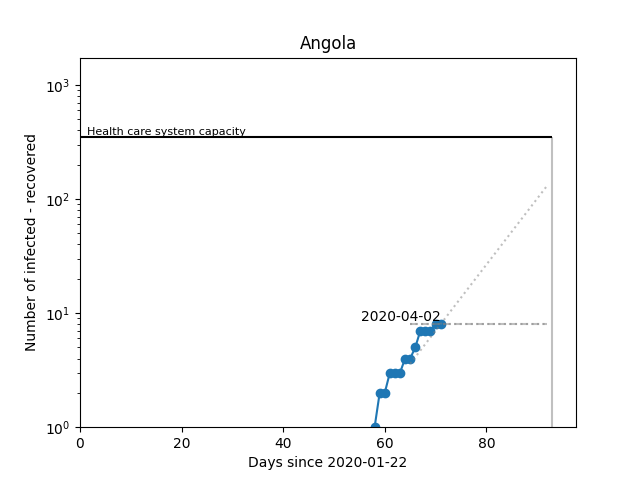 Angola
Number of infected - recovered
10³
Health care system capacity
10²
2020-04-02
10¹
10⁰
0 20 40 60 80
Days since 2020-01-22